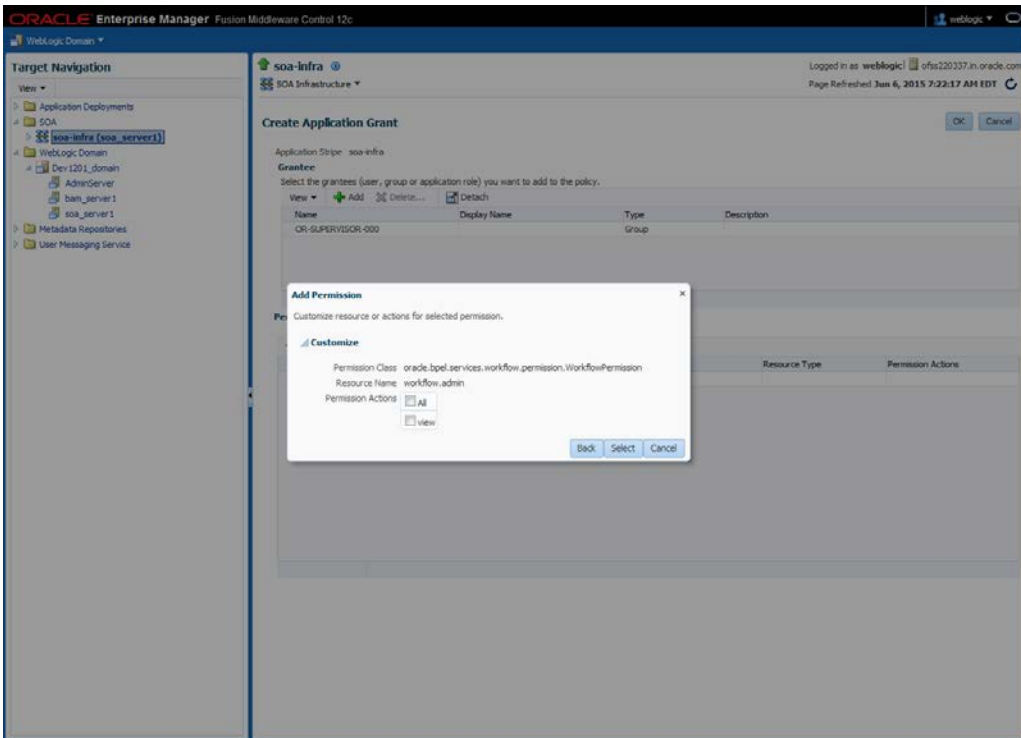 ORACLE Enterprise Manager Fusion Middleware Control 12c
weblogic
WebLogic Domain
Target Navigation
View
Application Deployments
SOA
soa-infra (soa_server1)
WebLogic Domain
Dev1201_domain
AdminServer
bam_server1
soa_server1
Metadata Repositories
User Messaging Service
soa-infra
SOA Infrastructure
Logged in as weblogic ofss220337.in.oracle.com
Page Refreshed Jun 6, 2015 7:22:17 AM EDT
Create Application Grant
OK Cancel
Application Stripe soa-infra
Grantee
Select the grantees (user, group or application role) you want to add to the policy.
View Add Delete... Detach
Name Display Name Type Description
OR-SUPERVISOR-000 Group
Add Permission
Customize resource or actions for selected permission.
Customize
Permission Class oracle.bpel.services.workflow.permission.WorkflowPermission
Resource Name workflow.admin
Permission Actions All
view
Back Select Cancel
Pe
Resource Type Permission Actions